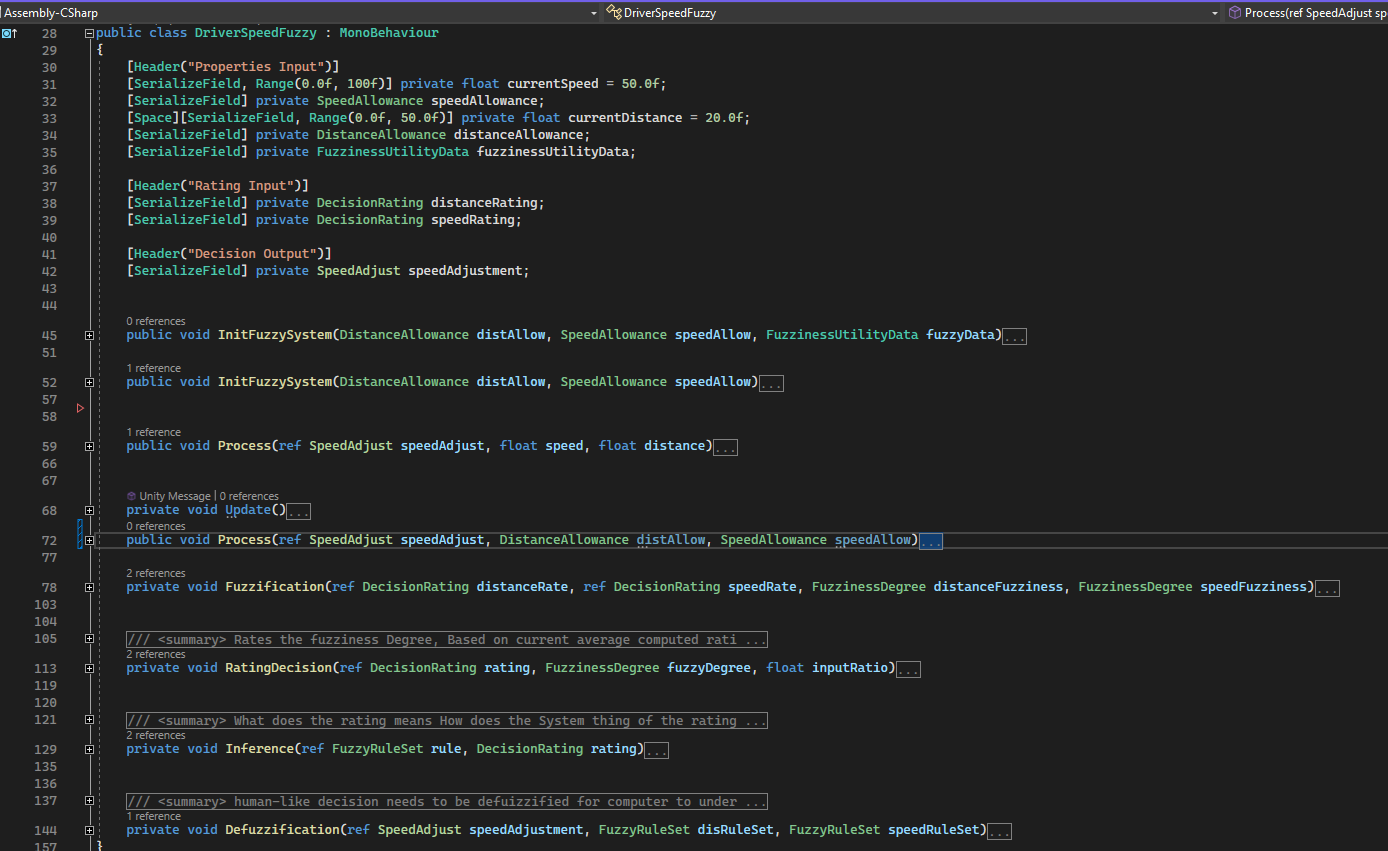 Assembly-CSharp DriverSpeedFuzzy Process(ref SpeedAdjust sp
28 public class DriverSpeedFuzzy : MonoBehaviour
29 {
30 [Header("Properties Input")]
31 [SerializeField, Range(0.0f, 100f)] private float currentSpeed = 50.0f;
32 [SerializeField] private SpeedAllowance speedAllowance;
33 [Space][SerializeField, Range(0.0f, 50.0f)] private float currentDistance = 20.0f;
34 [SerializeField] private DistanceAllowance distanceAllowance;
35 [SerializeField] private FuzzinessUtilityData fuzzinessUtilityData;
36
37 [Header("Rating Input")]
38 [SerializeField] private DecisionRating distanceRating;
39 [SerializeField] private DecisionRating speedRating;
40
41 [Header("Decision Output")]
42 [SerializeField] private SpeedAdjust speedAdjustment;
43
44
0 references
45 public void InitFuzzySystem(DistanceAllowance distAllow, SpeedAllowance speedAllow, FuzzinessUtilityData fuzzyData)...
51
1 reference
52 public void InitFuzzySystem(DistanceAllowance distAllow, SpeedAllowance speedAllow)...
57
58
1 reference
59 public void Process(ref SpeedAdjust speedAdjust, float speed, float distance)...
66
67
Unity Message | 0 references
68 private void Update()...
0 references
72 public void Process(ref SpeedAdjust speedAdjust, DistanceAllowance distAllow, SpeedAllowance speedAllow)...
77
2 references
78 private void Fuzzification(ref DecisionRating distanceRate, ref DecisionRating speedRate, FuzzinessDegree distanceFuzziness, FuzzinessDegree speedFuzziness)...
103
104
105 /// <summary> Rates the fuzziness Degree, Based on current average computed rati ...
2 references
113 private void RatingDecision(ref DecisionRating rating, FuzzinessDegree fuzzyDegree, float inputRatio)...
119
120
121 /// <summary> What does the rating means How does the System thing of the rating ...
2 references
129 private void Inference(ref FuzzyRuleSet rule, DecisionRating rating)...
135
136
137 /// <summary> human-like decision needs to be defuizzified for computer to under ...
1 reference
144 private void Defuzzification(ref SpeedAdjust speedAdjustment, FuzzyRuleSet disRuleSet, FuzzyRuleSet speedRuleSet)...
157 }